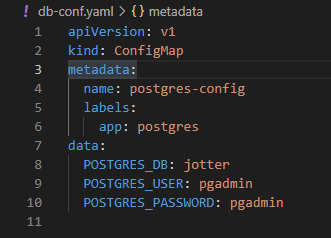 ! db-conf.yaml > {} metadata
1 apiVersion: v1
2 kind: ConfigMap
3 metadata:
4   name: postgres-config
5   labels:
6     app: postgres
7 data:
8   POSTGRES_DB: jotter
9   POSTGRES_USER: pgadmin
10   POSTGRES_PASSWORD: pgadmin
11